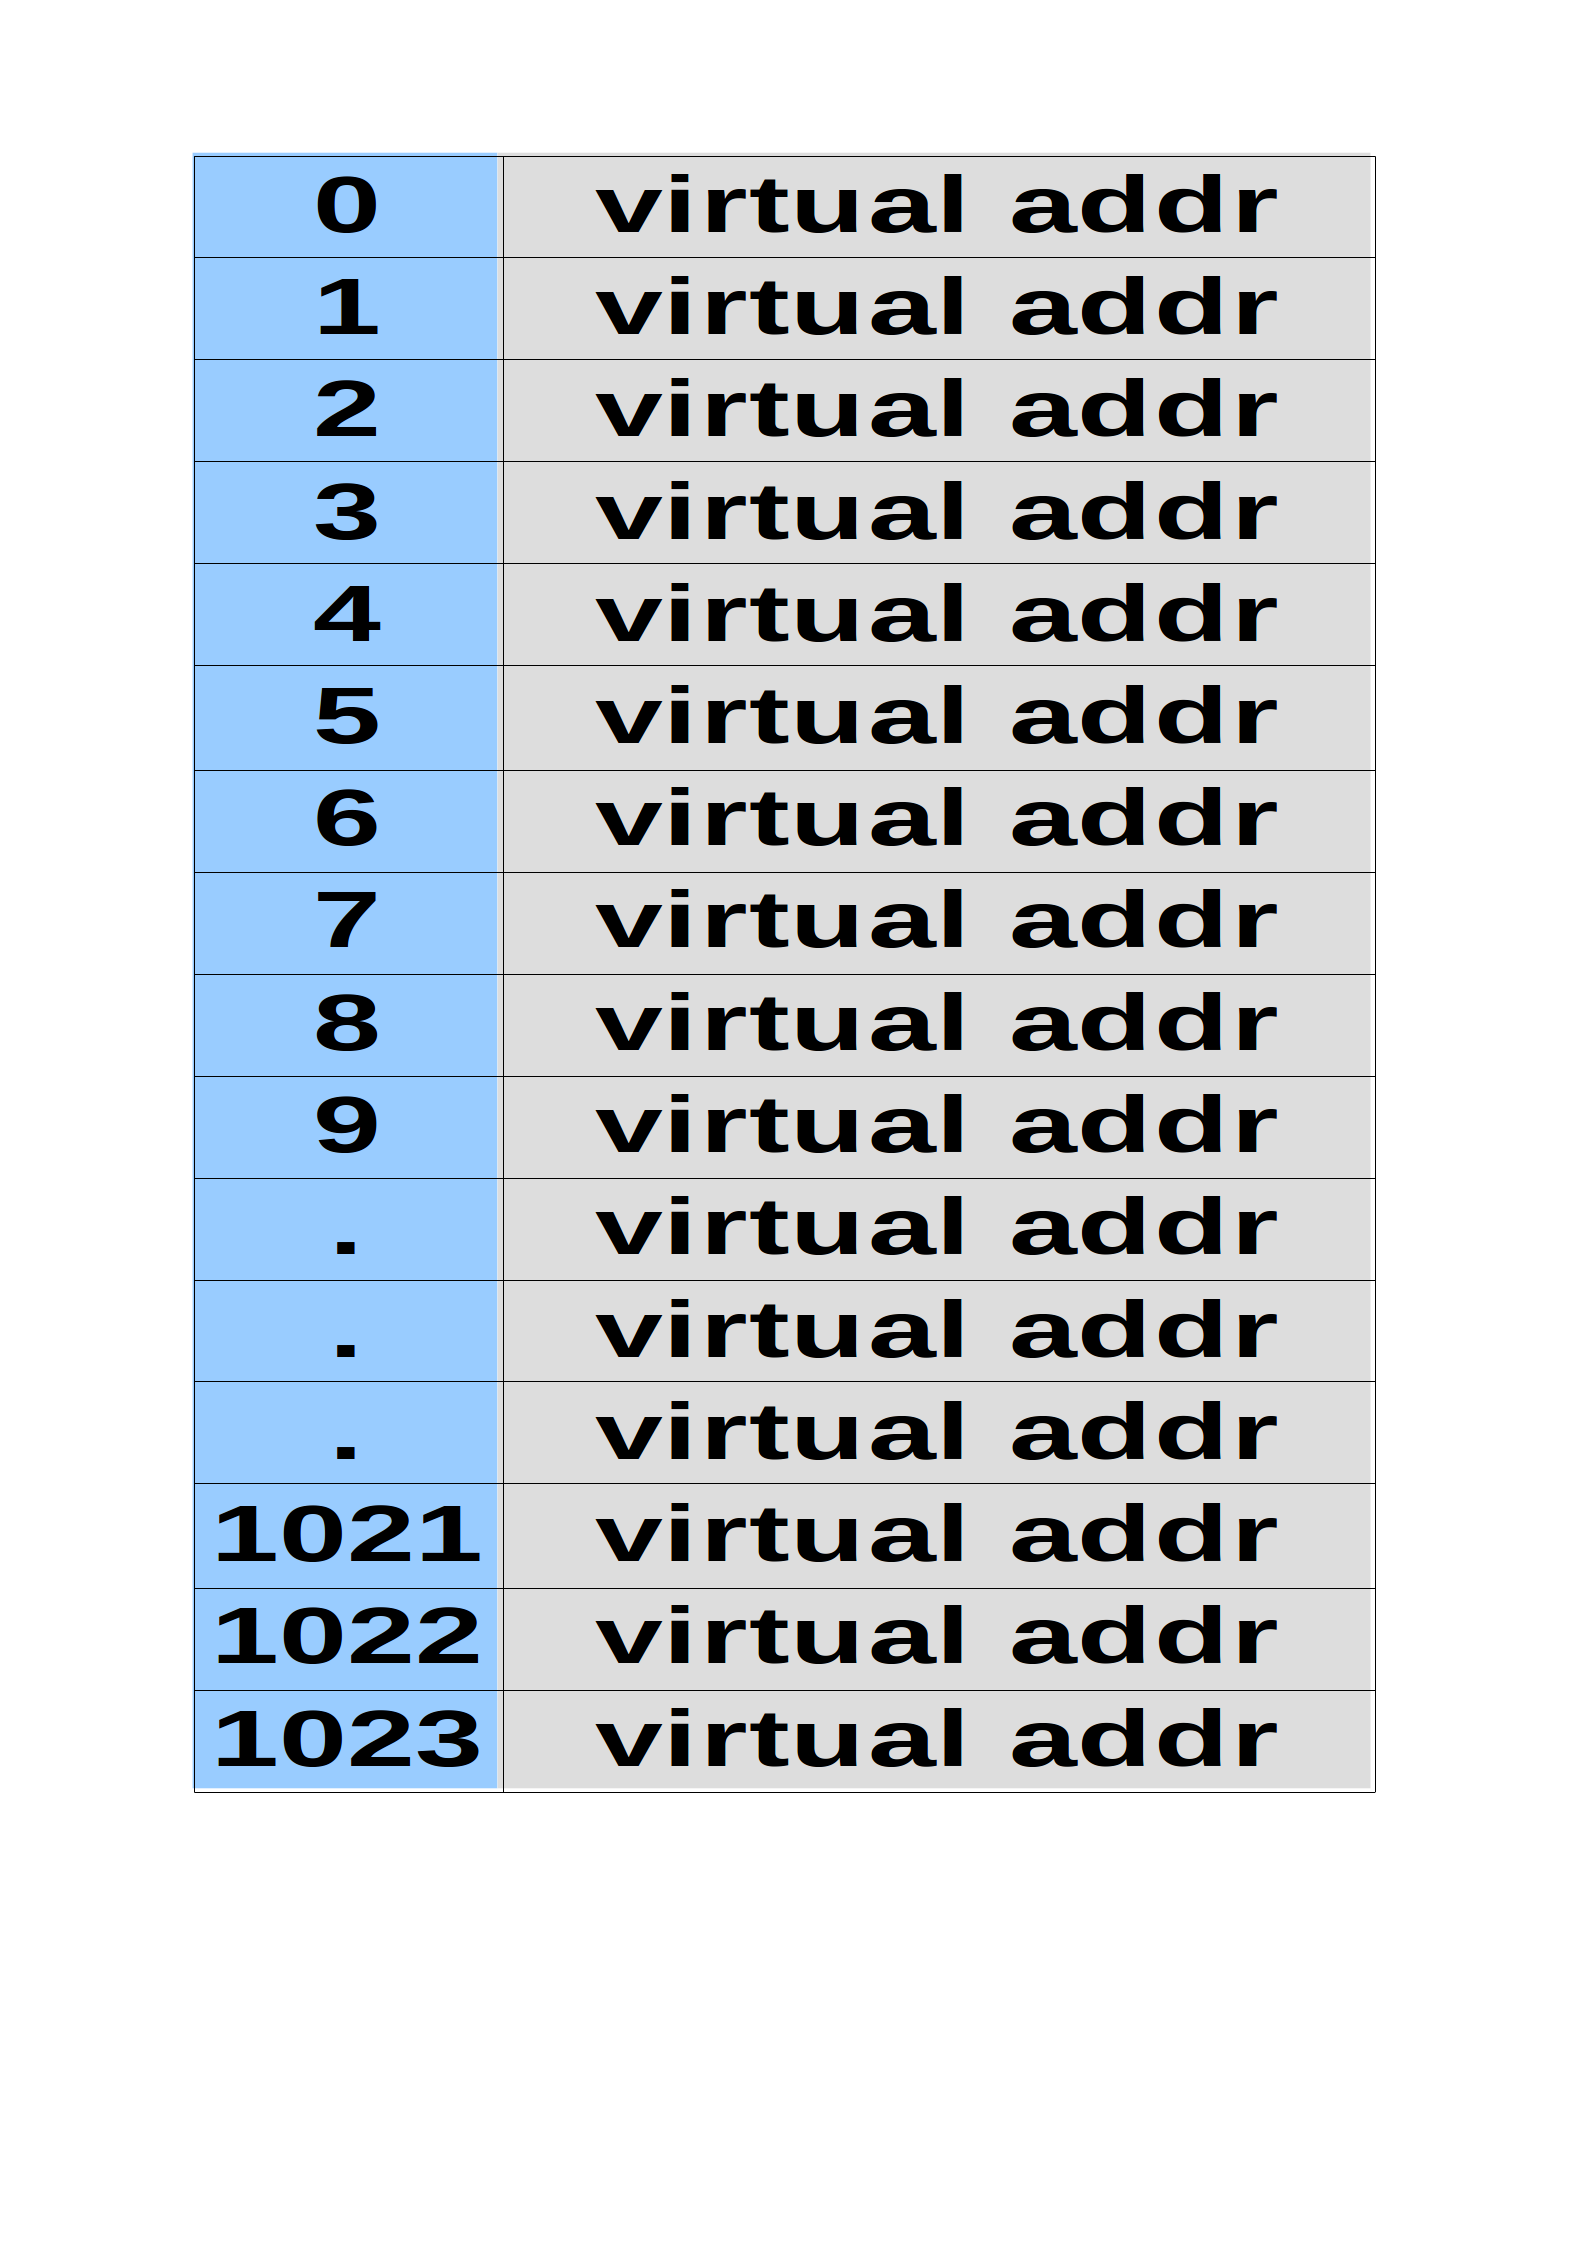 0 virtual addr
1 virtual addr
2 virtual addr
3 virtual addr
4 virtual addr
5 virtual addr
6 virtual addr
7 virtual addr
8 virtual addr
9 virtual addr
. virtual addr
. virtual addr
. virtual addr
1021 virtual addr
1022 virtual addr
1023 virtual addr